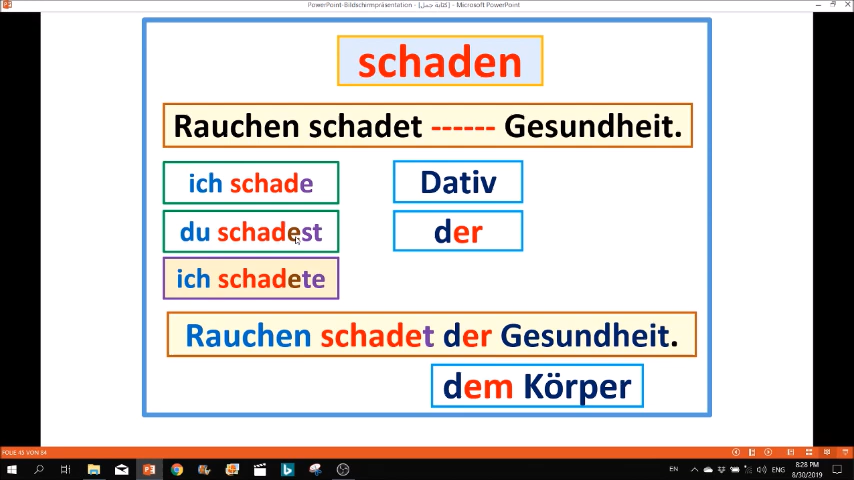 PowerPoint-Bildschirmpräsentation - [كتابة جمل] - Microsoft PowerPoint
schaden
Rauchen schadet ------ Gesundheit.
ich schade
Dativ
du schadest
der
ich schadete
Rauchen schadet der Gesundheit.
dem Körper
FOLIE 45 VON 84
EN
ENG
8:28 PM
8/30/2019